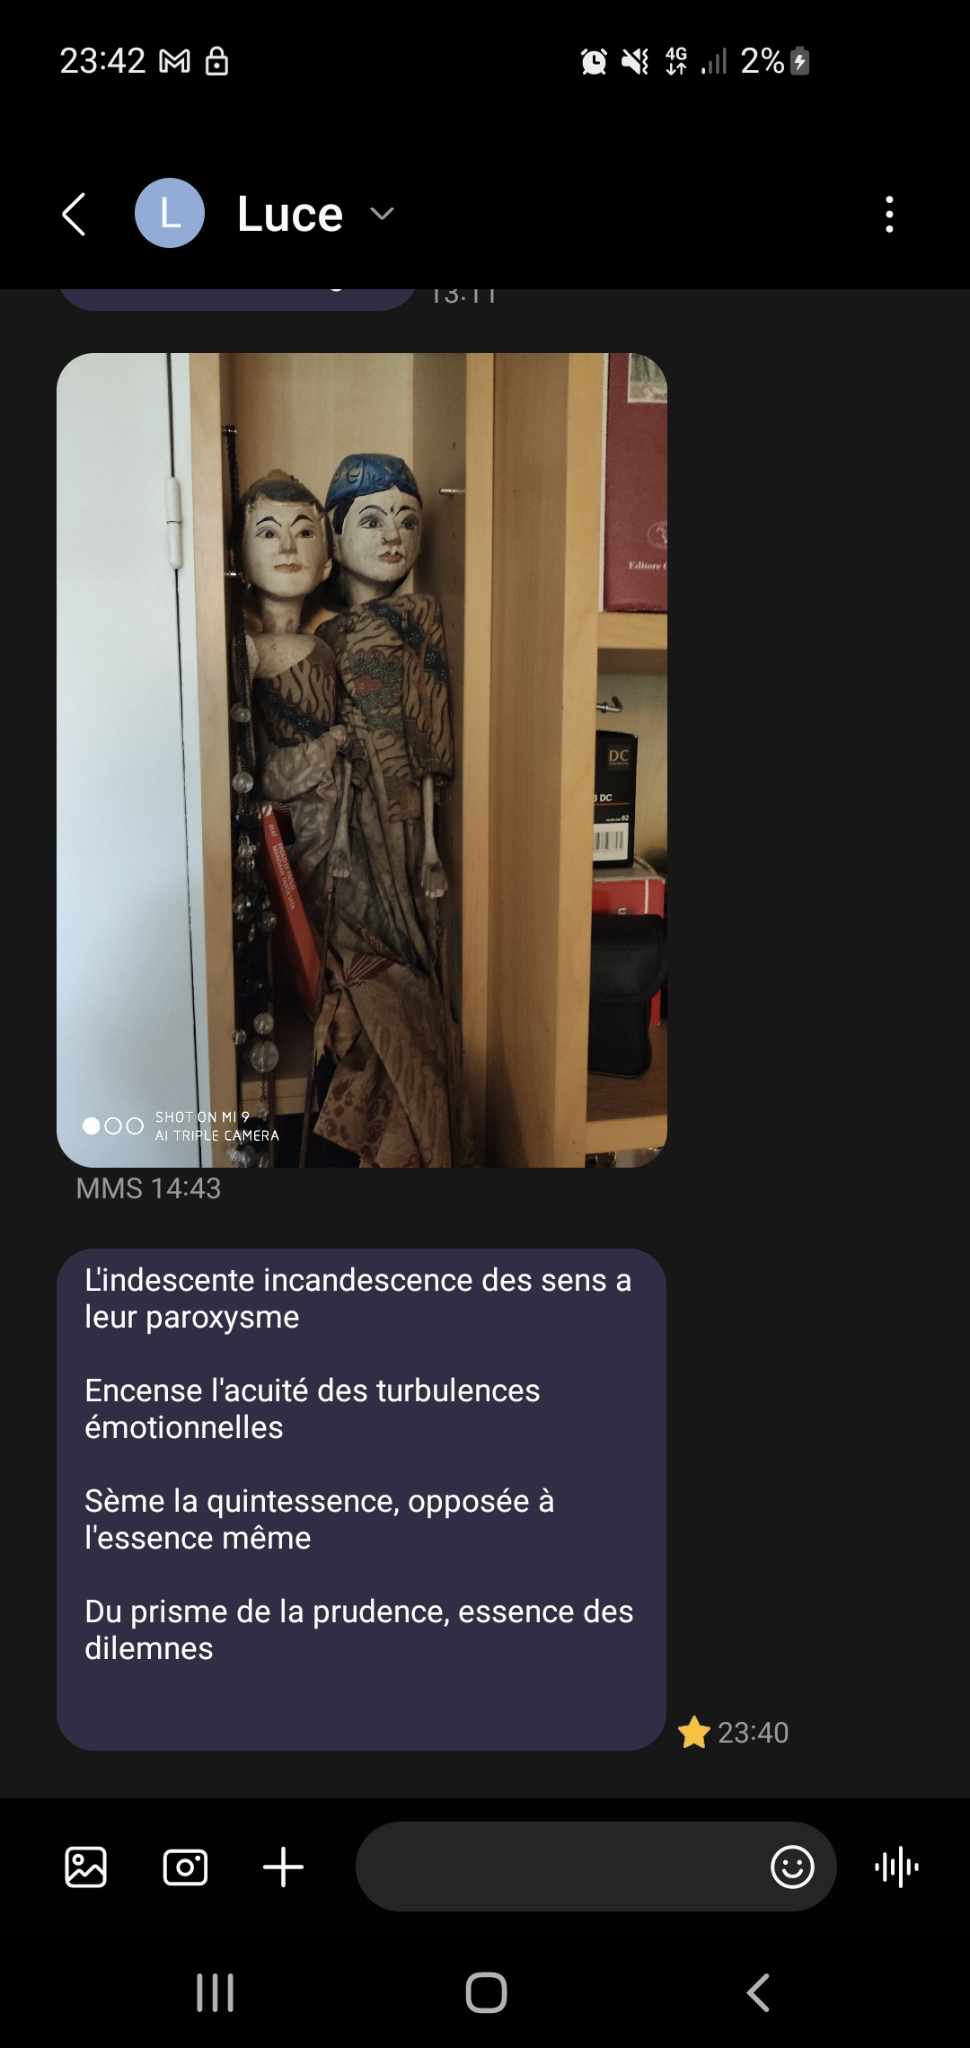 23:42
4G
2%
L
Luce
13:11
Editore
DC
DC
SHOT ON MI 9
AI TRIPLE CAMERA
MMS 14:43
L'indescente incandescence des sens a
leur paroxysme
Encense l'acuité des turbulences
émotionnelles
Sème la quintessence, opposée à
l'essence même
Du prisme de la prudence, essence des
dilemnes
23:40